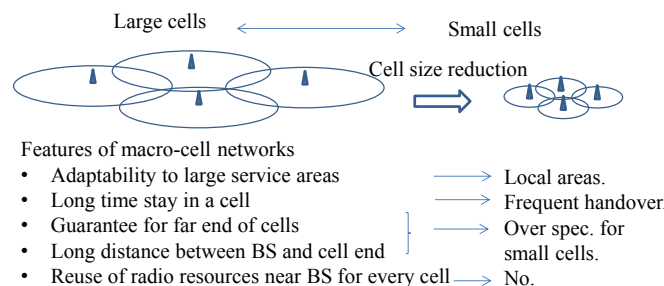 Large cells
Small cells
Cell size reduction
Features of macro-cell networks
• Adaptability to large service areas
Local areas.
• Long time stay in a cell
Frequent handover.
• Guarantee for far end of cells
Over spec. for
• Long distance between BS and cell end
small cells.
• Reuse of radio resources near BS for every cell
No.